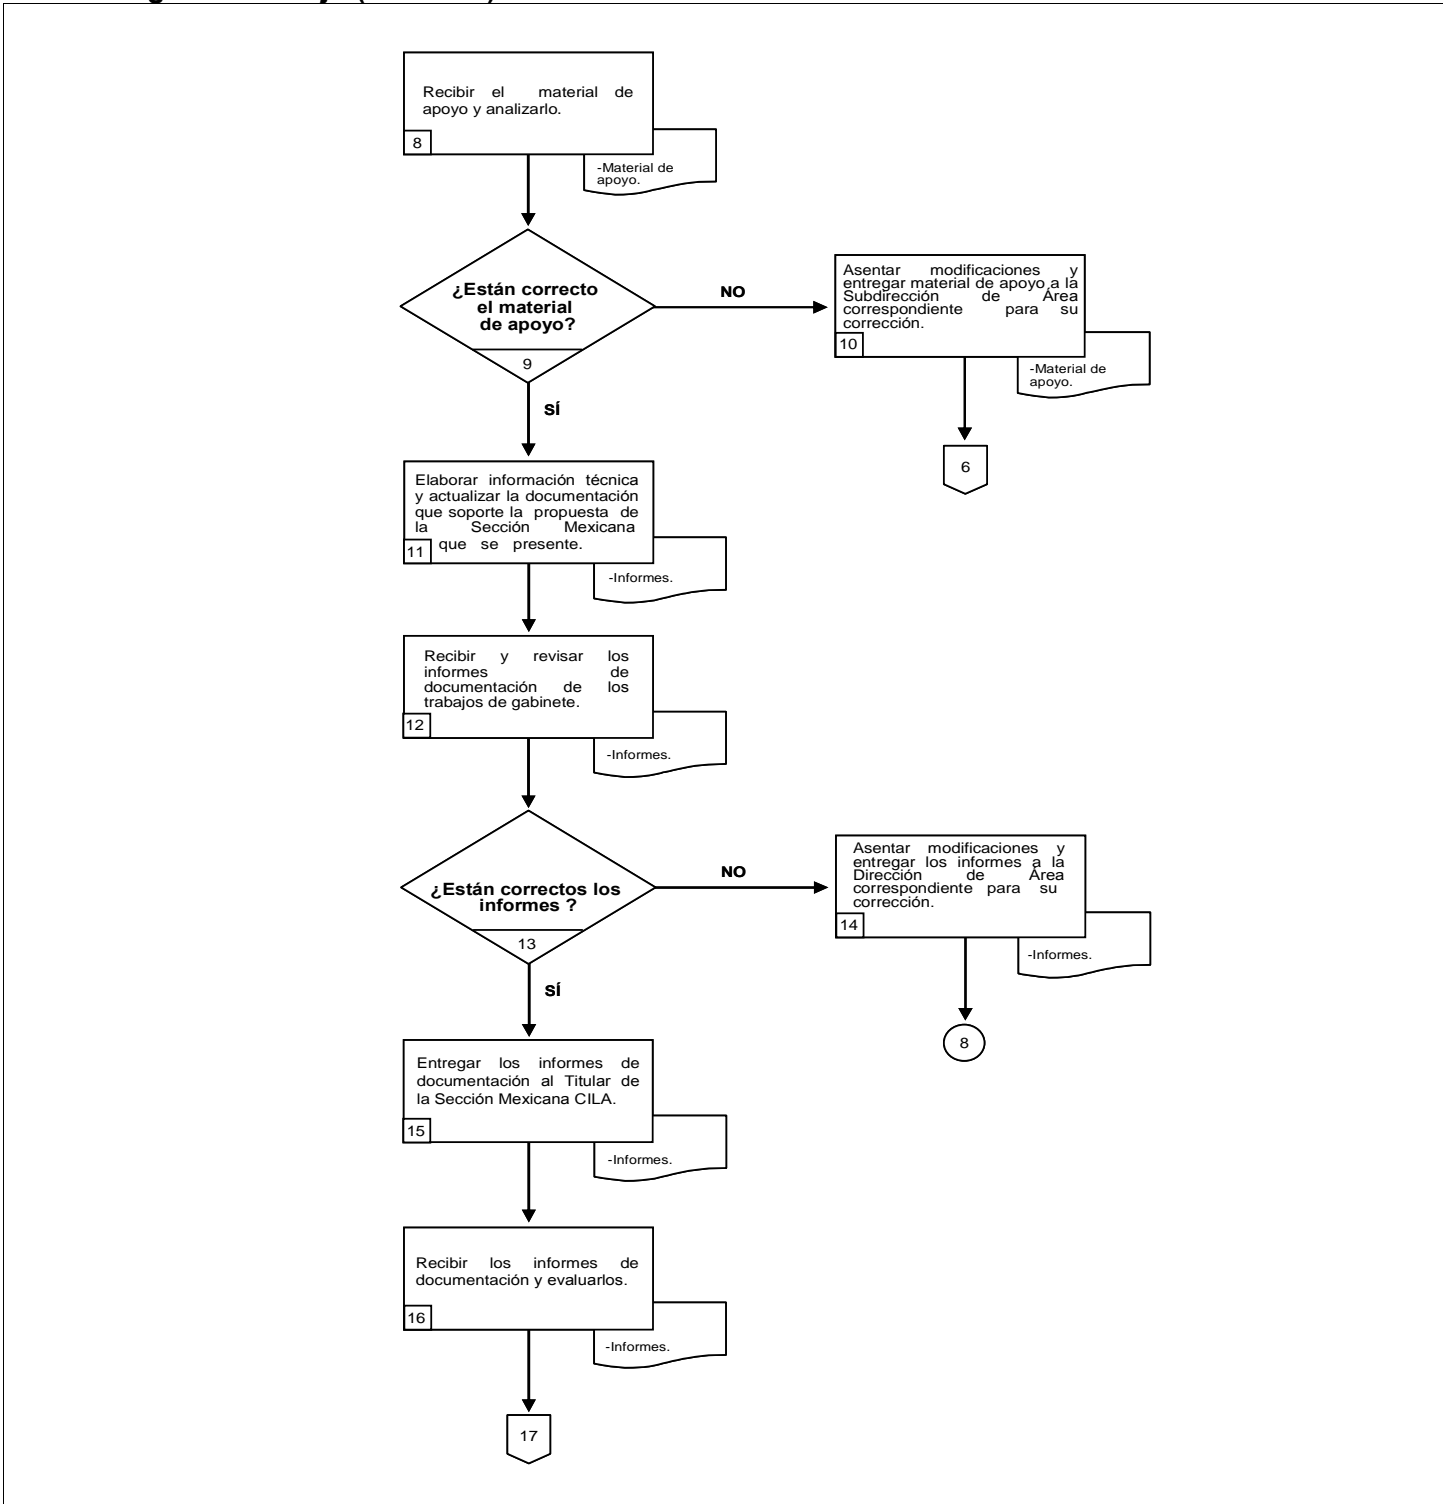 Recibir el material de
apoyo y analizarlo.
8
-Material de
apoyo.
¿Están correcto
el material
de apoyo?
9
NO
Asentar modificaciones y
entregar material de apoyo a la
Subdirección de Área
correspondiente para su
corrección.
10
-Material de
apoyo.
6
SÍ
Elaborar información técnica
y actualizar la documentación
que soporte la propuesta de
la Sección Mexicana
que se presente.
11
-Informes.
Recibir y revisar los
informes de
documentación de los
trabajos de gabinete.
12
-Informes.
¿Están correctos los
informes ?
13
NO
Asentar modificaciones y
entregar los informes a la
Dirección de Área
correspondiente para su
corrección.
14
-Informes.
8
SÍ
Entregar los informes de
documentación al Titular de
la Sección Mexicana CILA.
15
-Informes.
Recibir los informes de
documentación y evaluarlos.
16
-Informes.
17